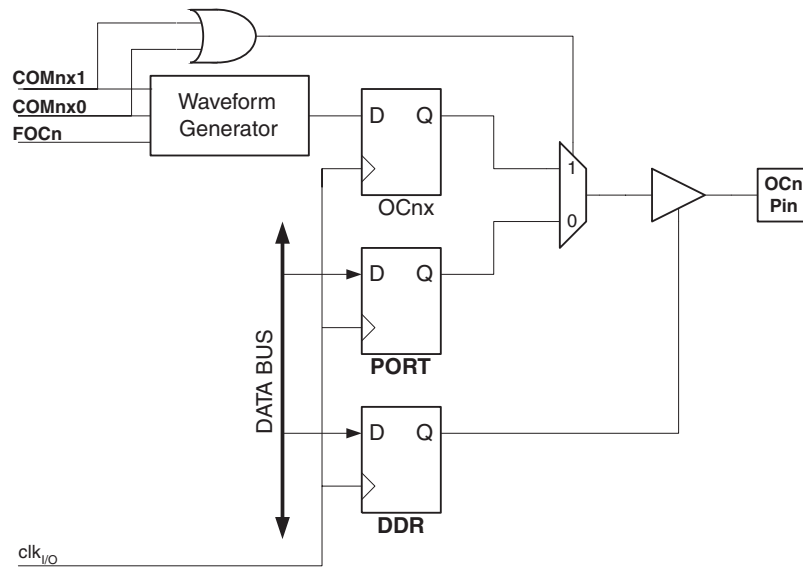 COMnx1
COMnx0
FOCn
Waveform
Generator
D Q
OCnx
1
0
OCn
Pin
D Q
PORT
D Q
DDR
DATA BUS
clkI/O